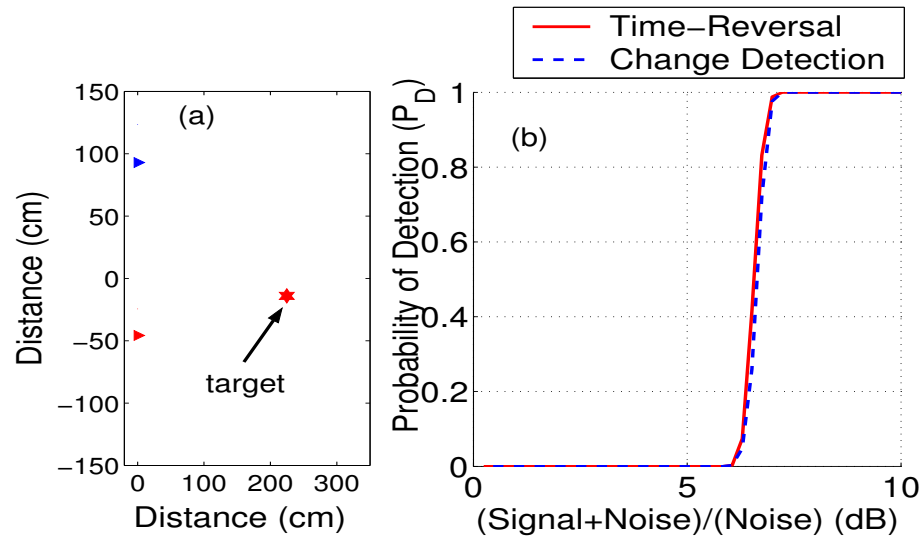 Time-Reversal
Change Detection
(a)
150
100
50
0
-50
-100
-150
Distance (cm)
target
0
100
200
300
Distance (cm)
(b)
1
0.8
0.6
0.4
0.2
0
Probability of Detection (P_D)
0
5
10
(Signal+Noise)/(Noise) (dB)